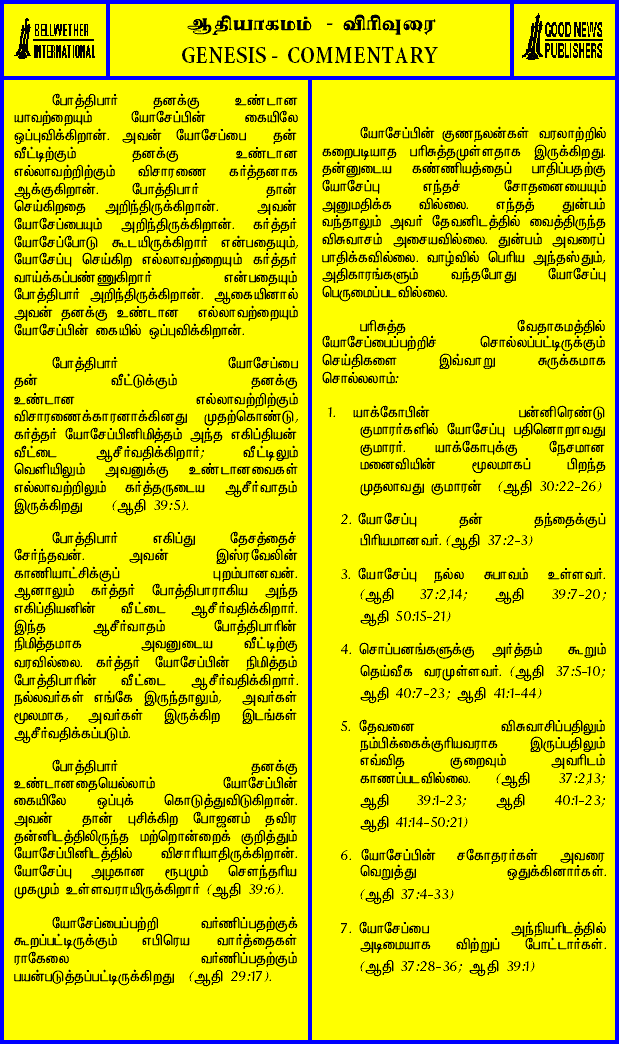 BELLWETHER
INTERNATIONAL
ஆதியாகமம் - விரிவுரை
GENESIS - COMMENTARY
GOOD NEWS
PUBLISHERS
போத்திபார் தனக்கு உண்டான
யாவற்றையும் யோசேப்பின் கையிலே
ஒப்புவிக்கிறான். அவன் யோசேப்பை தன்
வீட்டிற்கும் தனக்கு உண்டான
எல்லாவற்றிற்கும் விசாரணை கர்த்தனாக
ஆக்குகிறான். போத்திபார் தான்
செய்கிறதை அறிந்திருக்கிறான். அவன்
யோசேப்பையும் அறிந்திருக்கிறான். கர்த்தர்
யோசேப்போடு கூடயிருக்கிறார் என்பதையும்,
யோசேப்பு செய்கிற எல்லாவற்றையும் கர்த்தர்
வாய்க்கப்பண்ணுகிறார் என்பதையும்
போத்திபார் அறிந்திருக்கிறான். ஆகையினால்
அவன் தனக்கு உண்டான எல்லாவற்றையும்
யோசேப்பின் கையில் ஒப்புவிக்கிறான்.
போத்திபார் யோசேப்பை
தன் வீட்டுக்கும் தனக்கு
உண்டான எல்லாவற்றிற்கும்
விசாரணைக்காரனாக்கினது முதற்கொண்டு,
கர்த்தர் யோசேப்பினிமித்தம் அந்த எகிப்தியன்
வீட்டை ஆசீர்வதிக்கிறார்; வீட்டிலும்
வெளியிலும் அவனுக்கு உண்டானவைகள்
எல்லாவற்றிலும் கர்த்தருடைய ஆசீர்வாதம்
இருக்கிறது (ஆதி 39:5).
போத்திபார் எகிப்து தேசத்தைச்
சேர்ந்தவன். அவன் இஸ்ரவேலின்
காணியாட்சிக்குப் புறம்பானவன்.
ஆனாலும் கர்த்தர் போத்திபாராகிய அந்த
எகிப்தியனின் வீட்டை ஆசீர்வதிக்கிறார்.
இந்த ஆசீர்வாதம் போத்திபாரின்
நிமித்தமாக அவனுடைய வீட்டிற்கு
வரவில்லை. கர்த்தர் யோசேப்பின் நிமித்தம்
போத்திபாரின் வீட்டை ஆசீர்வதிக்கிறார்.
நல்லவர்கள் எங்கே இருந்தாலும், அவர்கள்
மூலமாக, அவர்கள் இருக்கிற இடங்கள்
ஆசீர்வதிக்கப்படும்.
போத்திபார் தனக்கு
உண்டானதையெல்லாம் யோசேப்பின்
கையிலே ஒப்புக் கொடுத்துவிடுகிறான்.
அவன் தான் புசிக்கிற போஜனம் தவிர
தன்னிடத்திலிருந்த மற்றொன்றைக் குறித்தும்
யோசேப்பினிடத்தில் விசாரியாதிருக்கிறான்.
யோசேப்பு அழகான ரூபமும் சௌந்தரிய
முகமும் உள்ளவராயிருக்கிறார் (ஆதி 39:6).
யோசேப்பைப்பற்றி வர்ணிப்பதற்குக்
கூறப்பட்டிருக்கும் எபிரெய வார்த்தைகள்
ராகேலை வர்ணிப்பதற்கும்
பயன்படுத்தப்பட்டிருக்கிறது (ஆதி 29:17).
யோசேப்பின் குணநலன்கள் வரலாற்றில்
கறைபடியாத பரிசுத்தமுள்ளதாக இருக்கிறது.
தன்னுடைய கண்ணியத்தைப் பாதிப்பதற்கு
யோசேப்பு எந்தச் சோதனையையும்
அனுமதிக்க வில்லை. எந்தத் துன்பம்
வந்தாலும் அவர் தேவனிடத்தில் வைத்திருந்த
விசுவாசம் அசையவில்லை. துன்பம் அவரைப்
பாதிக்கவில்லை. வாழ்வில் பெரிய அந்தஸ்தும்,
அதிகாரங்களும் வந்தபோது யோசேப்பு
பெருமைப்படவில்லை.
பரிசுத்த வேதாகமத்தில்
யோசேப்பைப்பற்றிச் சொல்லப்பட்டிருக்கும்
செய்திகளை இவ்வாறு சுருக்கமாக
சொல்லலாம்:
1. யாக்கோபின் பன்னிரெண்டு
குமாரர்களில் யோசேப்பு பதினொறாவது
குமாரர். யாக்கோபுக்கு நேசமான
மனைவியின் மூலமாகப் பிறந்த
முதலாவது குமாரன் (ஆதி 30:22-26)
2. யோசேப்பு தன் தந்தைக்குப்
பிரியமானவர். (ஆதி 37:2-3)
3. யோசேப்பு நல்ல சுபாவம் உள்ளவர்.
(ஆதி 37:2,14; ஆதி 39:7-20;
ஆதி 50:15-21)
4. சொப்பனங்களுக்கு அர்த்தம் கூறும்
தெய்வீக வரமுள்ளவர். (ஆதி 37:5-10;
ஆதி 40:7-23; ஆதி 41:1-44)
5. தேவனை விசுவாசிப்பதிலும்
நம்பிக்கைக்குரியவராக இருப்பதிலும்
எவ்வித குறைவும் அவரிடம்
காணப்படவில்லை. (ஆதி 37:2,13;
ஆதி 39:1-23; ஆதி 40:1-23;
ஆதி 41:14-50:21)
6. யோசேப்பின் சகோதரர்கள் அவரை
வெறுத்து ஒதுக்கினார்கள்.
(ஆதி 37:4-33)
7. யோசேப்பை அந்நியரிடத்தில்
அடிமையாக விற்றுப் போட்டார்கள்.
(ஆதி 37:28-36; ஆதி 39:1)